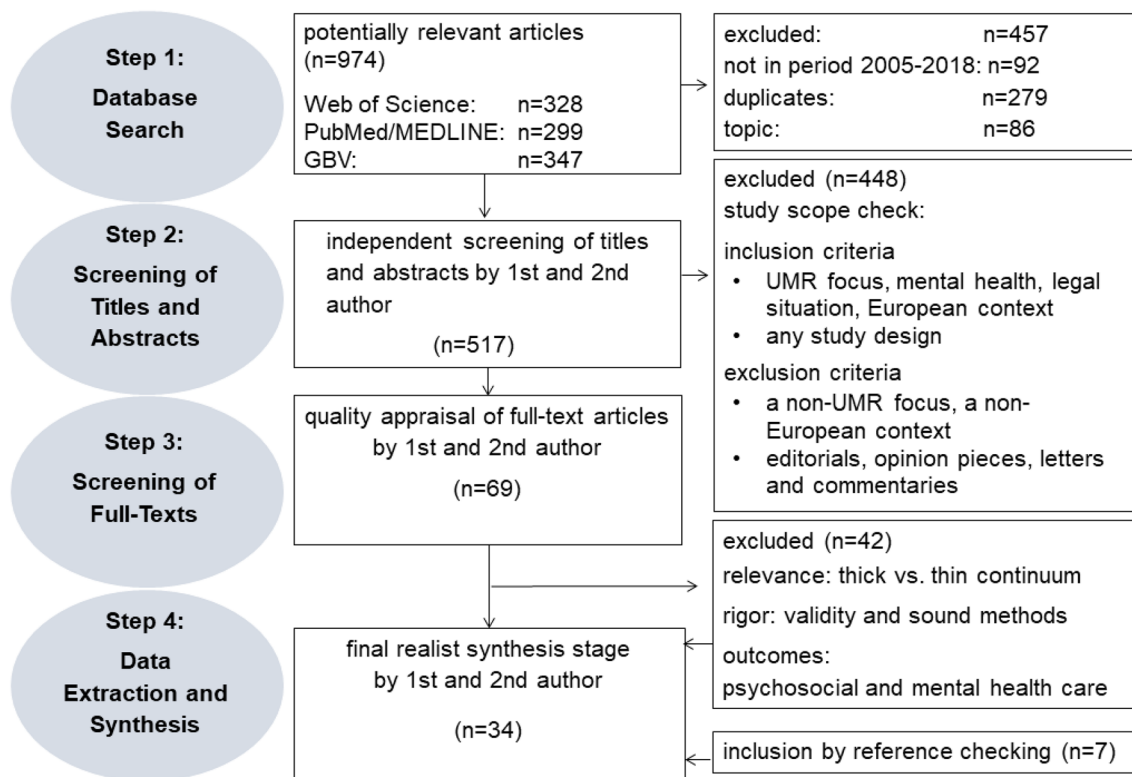 Step 1:
Database
Search
potentially relevant articles
(n=974)
Web of Science: n=328
PubMed/MEDLINE: n=299
GBV: n=347
excluded: n=457
not in period 2005-2018: n=92
duplicates: n=279
topic: n=86
Step 2:
Screening of
Titles and
Abstracts
independent screening of titles
and abstracts by 1st and 2nd
author
(n=517)
excluded (n=448)
study scope check:
inclusion criteria
• UMR focus, mental health, legal
situation, European context
• any study design
exclusion criteria
• a non-UMR focus, a non-
European context
• editorials, opinion pieces, letters
and commentaries
Step 3:
Screening of
Full-Texts
quality appraisal of full-text articles
by 1st and 2nd author
(n=69)
excluded (n=42)
relevance: thick vs. thin continuum
rigor: validity and sound methods
outcomes:
psychosocial and mental health care
Step 4:
Data
Extraction and
Synthesis
final realist synthesis stage
by 1st and 2nd author
(n=34)
inclusion by reference checking (n=7)